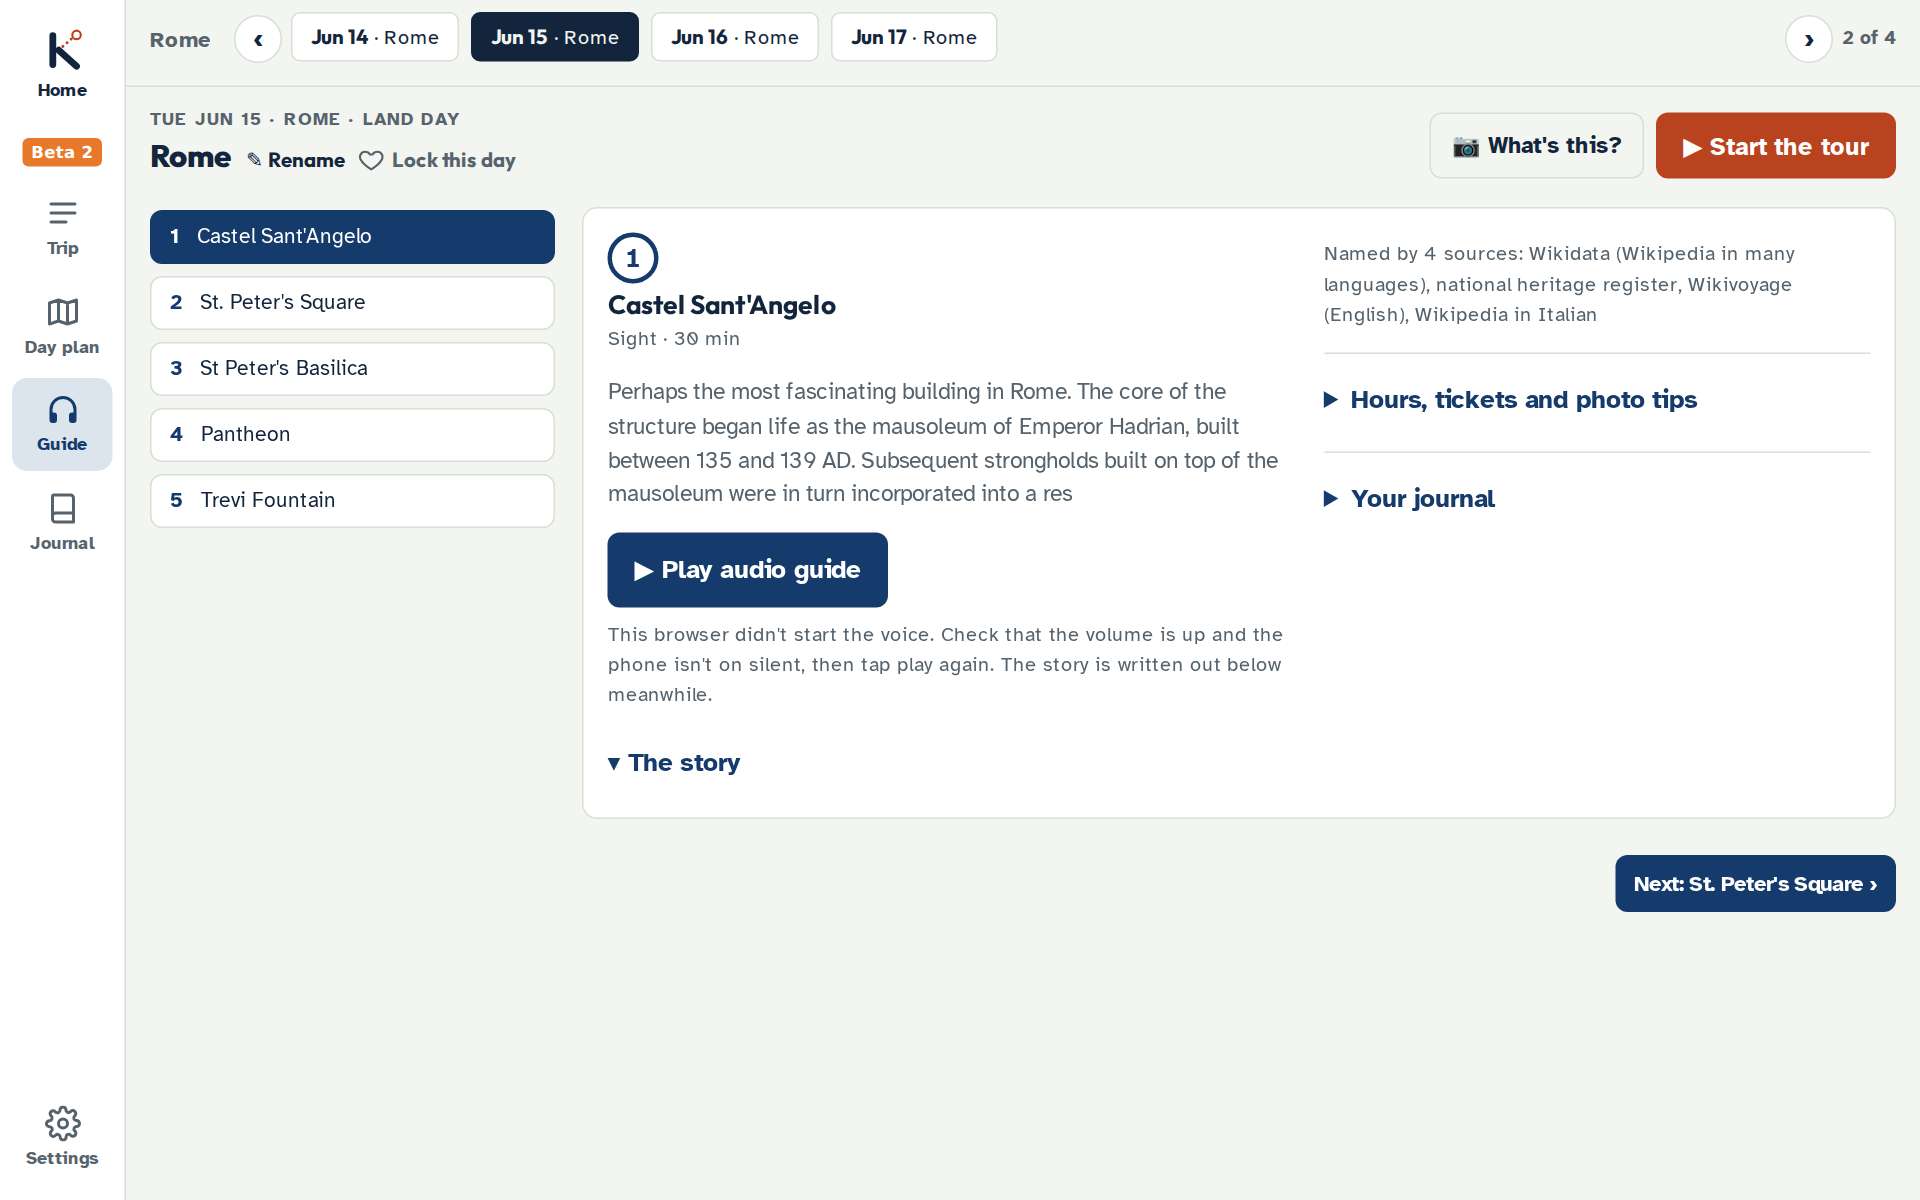 Home
Beta 2
Trip
Day plan
Guide
Journal
Settings
Rome
‹
Jun 14 · Rome
Jun 15 · Rome
Jun 16 · Rome
Jun 17 · Rome
›
2 of 4
TUE JUN 15 · ROME · LAND DAY
Rome
✎ Rename
Lock this day
What's this?
▶ Start the tour
1 Castel Sant'Angelo
2 St. Peter's Square
3 St Peter's Basilica
4 Pantheon
5 Trevi Fountain
1
Castel Sant'Angelo
Sight · 30 min
Perhaps the most fascinating building in Rome. The core of the
structure began life as the mausoleum of Emperor Hadrian, built
between 135 and 139 AD. Subsequent strongholds built on top of the
mausoleum were in turn incorporated into a res
▶ Play audio guide
This browser didn't start the voice. Check that the volume is up and the
phone isn't on silent, then tap play again. The story is written out below
meanwhile.
▼ The story
Named by 4 sources: Wikidata (Wikipedia in many
languages), national heritage register, Wikivoyage
(English), Wikipedia in Italian
▶ Hours, tickets and photo tips
▶ Your journal
Next: St. Peter's Square ›